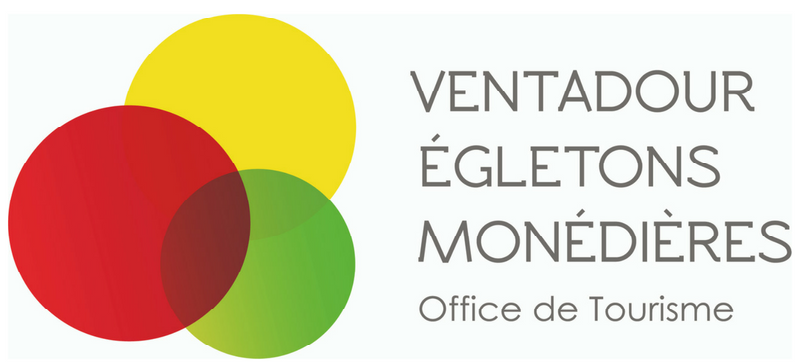 VENTADOUR
ÉGLETONS
MONÉDIÈRES
Office de Tourisme